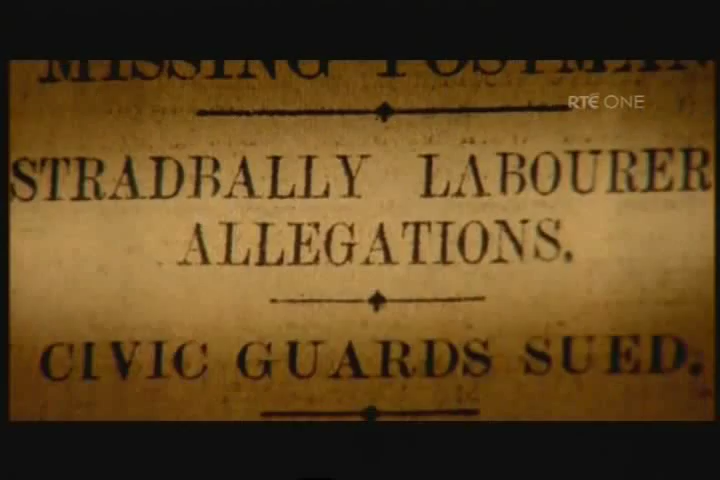 MISSING POSTMAN
RTÉ ONE
STRADBALLY LABOURER
ALLEGATIONS.
CIVIC GUARDS SUED.